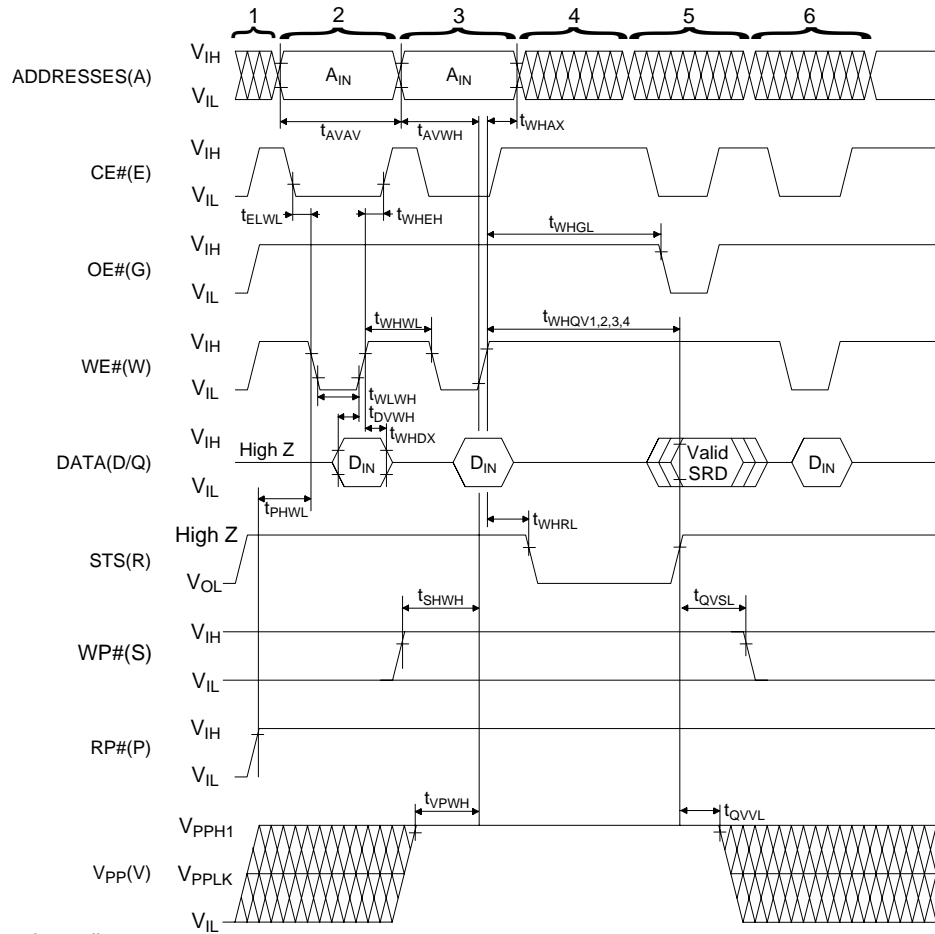 1 2 3 4 5 6
VIH
ADDRESSES(A)
AIN AIN
VIL
tAVAV tAVWH tWHAX
VIH
CE#(E)
VIL
tELWL tWHEH
tWHGL
VIH
OE#(G)
VIL
tWHWL tWHQV1,2,3,4
VIH
WE#(W)
VIL
tWLWH
tDVWH
tWHDX
VIH
High Z
DATA(D/Q)
DIN DIN Valid SRD DIN
VIL
tPHWL
tWHRL
High Z
STS(R)
VOL
tSHWH tQVSL
VIH
WP#(S)
VIL
VIH
RP#(P)
VIL
tVPWH tQVVL
VPPH1
VPP(V) VPPLK
VIL